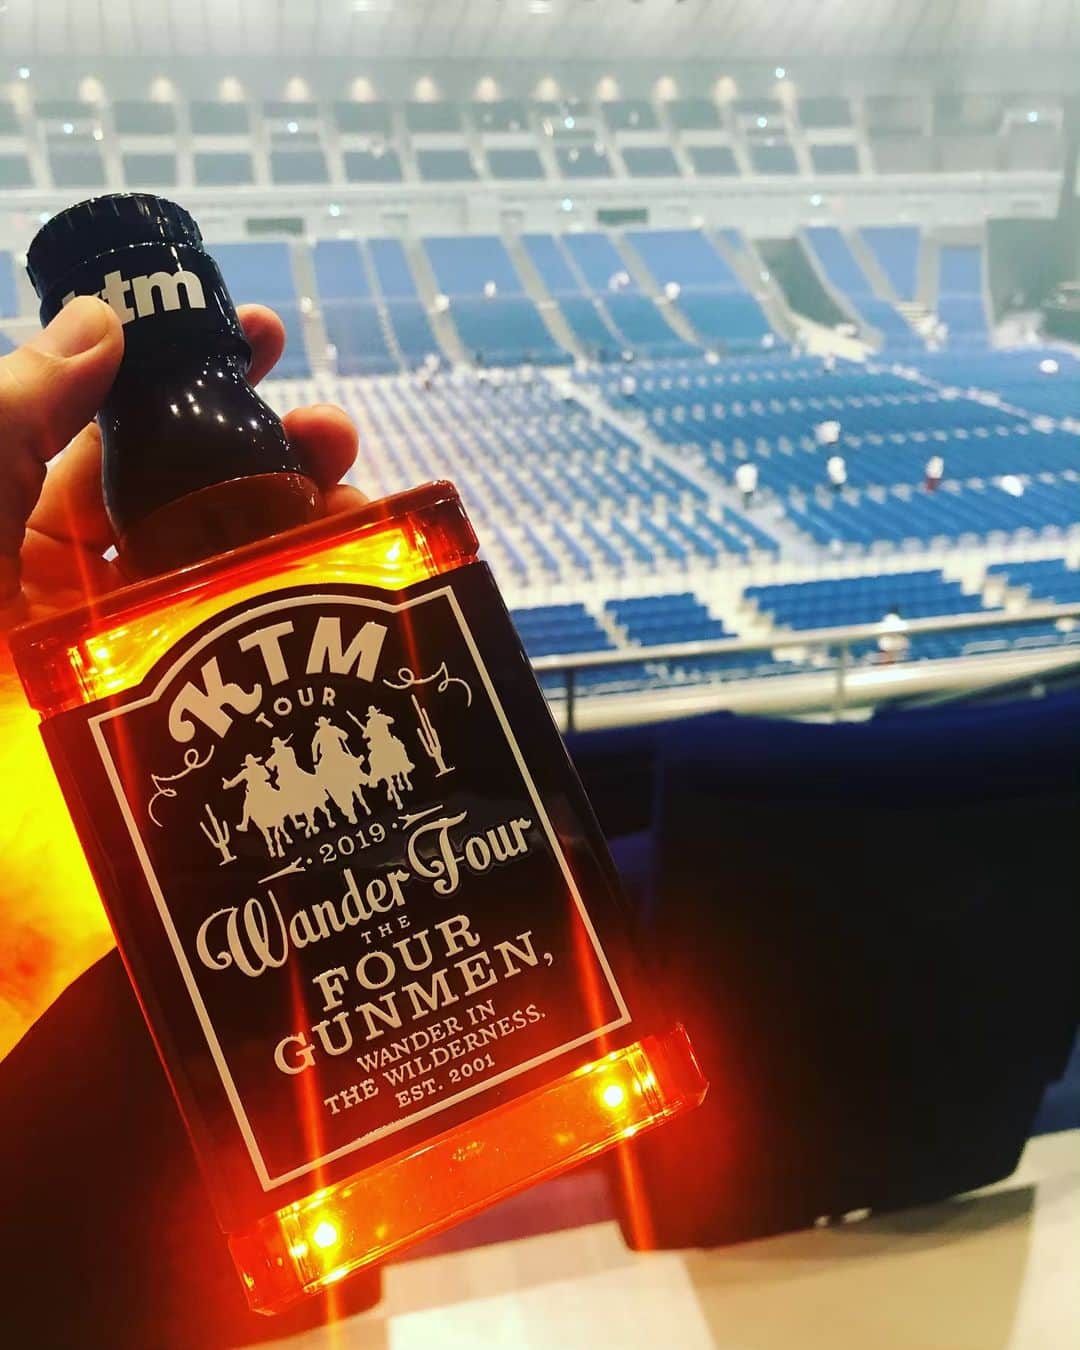 ktm
KTM
TOUR
·2019·
Wander Four
THE
FOUR
GUNMEN,
WANDER IN
THE WILDERNESS.
EST. 2001